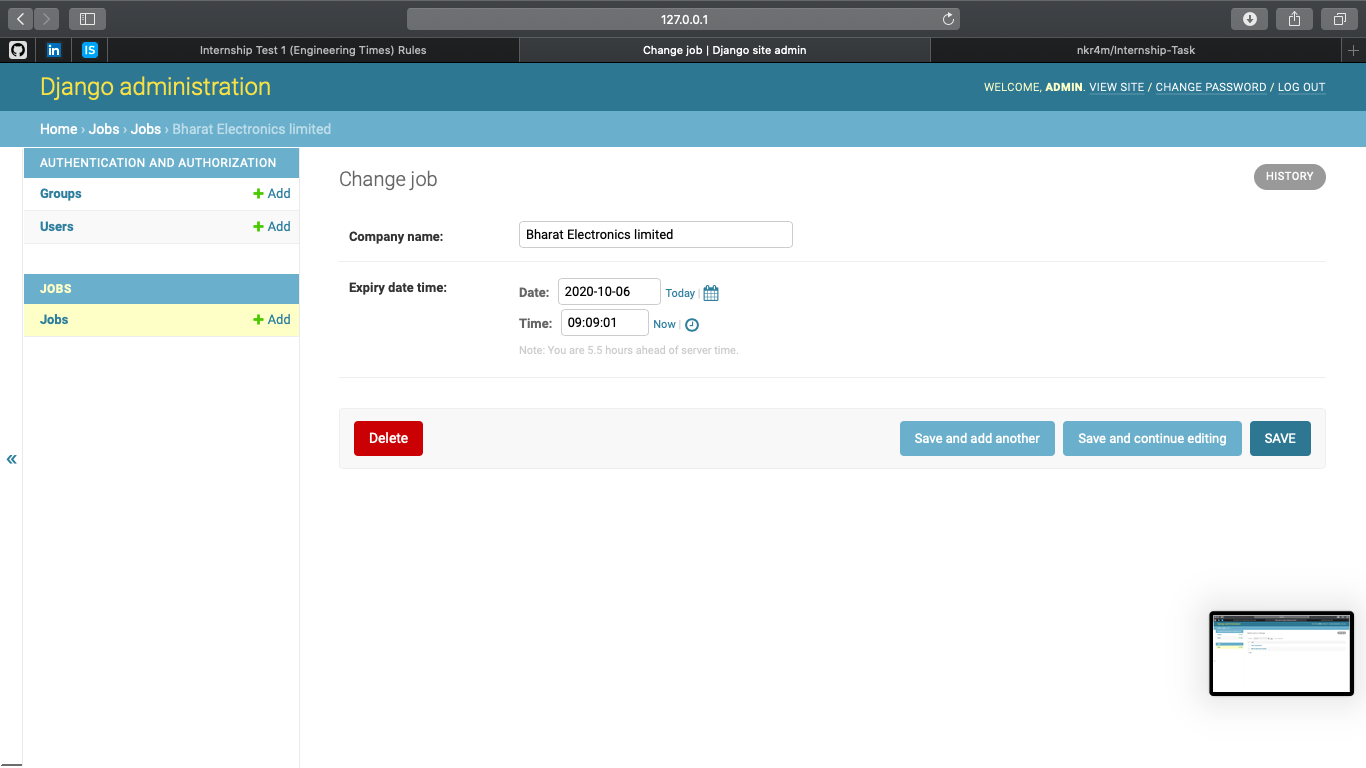 127.0.0.1
in IS Internship Test 1 (Engineering Times) Rules Change job | Django site admin nkr4m/Internship-Task
Django administration
WELCOME, ADMIN. VIEW SITE / CHANGE PASSWORD / LOG OUT
Home › Jobs › Jobs › Bharat Electronics limited
AUTHENTICATION AND AUTHORIZATION
Groups + Add
Users + Add
JOBS
Jobs + Add
«
Change job
HISTORY
Company name: Bharat Electronics limited
Expiry date time:
Date: 2020-10-06 Today |
Time: 09:09:01 Now |
Note: You are 5.5 hours ahead of server time.
Delete Save and add another Save and continue editing SAVE